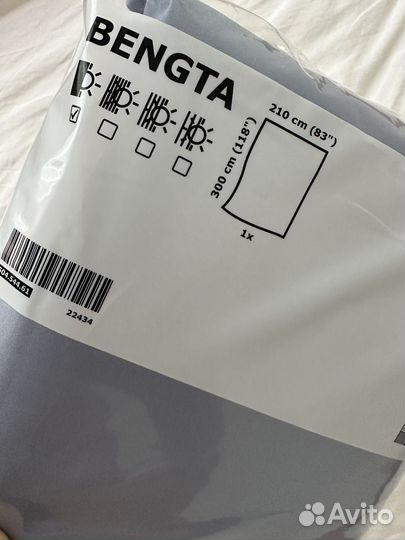 BENGTA
210 cm (83")
300 cm (118")
1x
22434
Avito